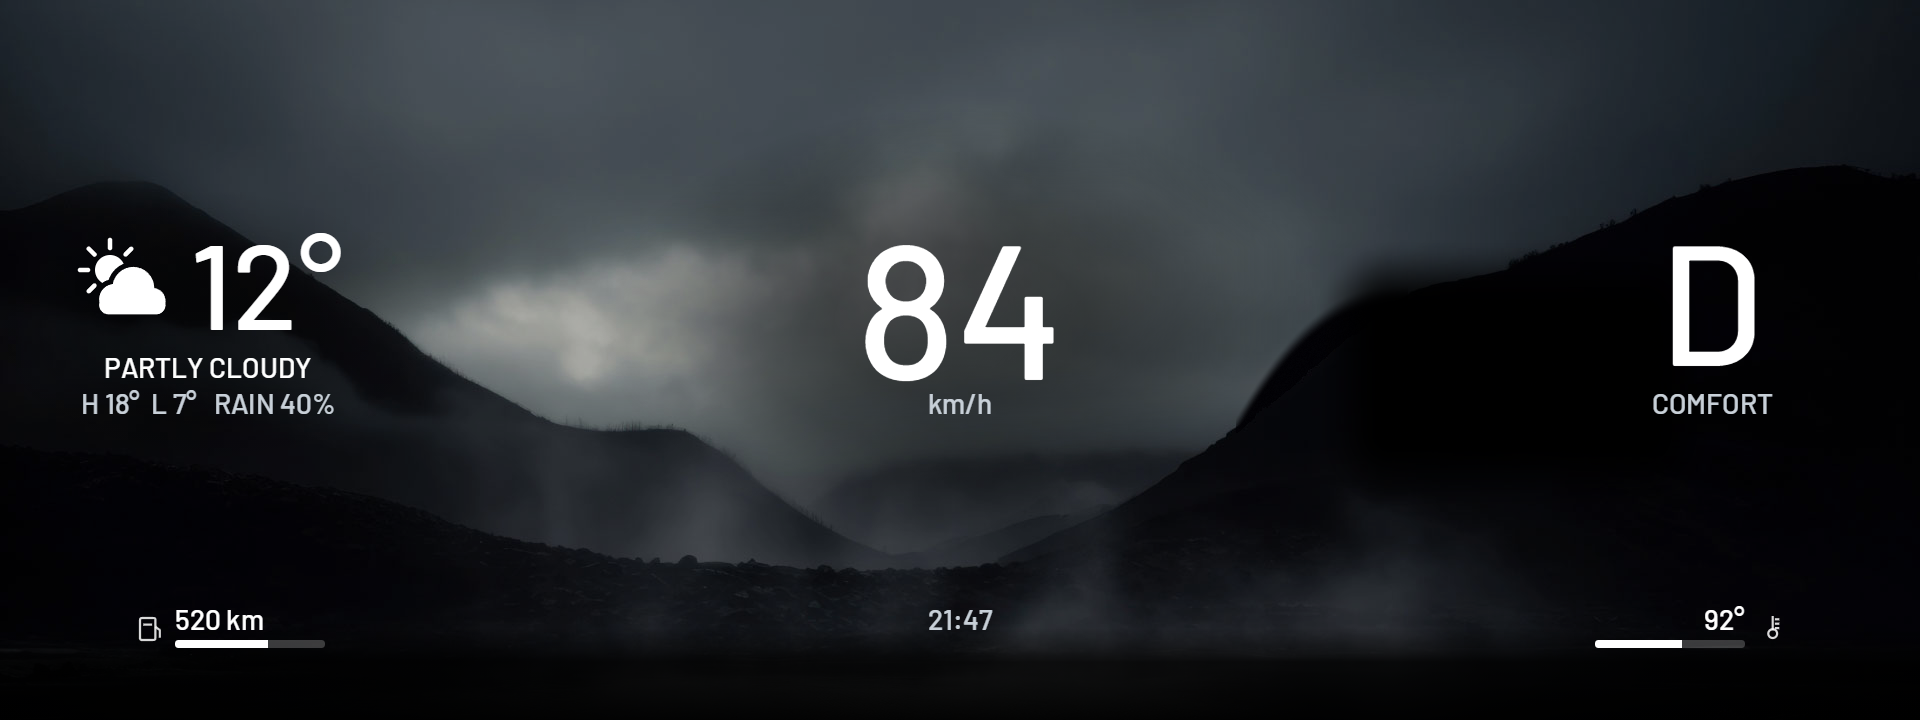 12°
PARTLY CLOUDY
H 18° L 7° RAIN 40%
84
km/h
D
COMFORT
520 km
21:47
92°